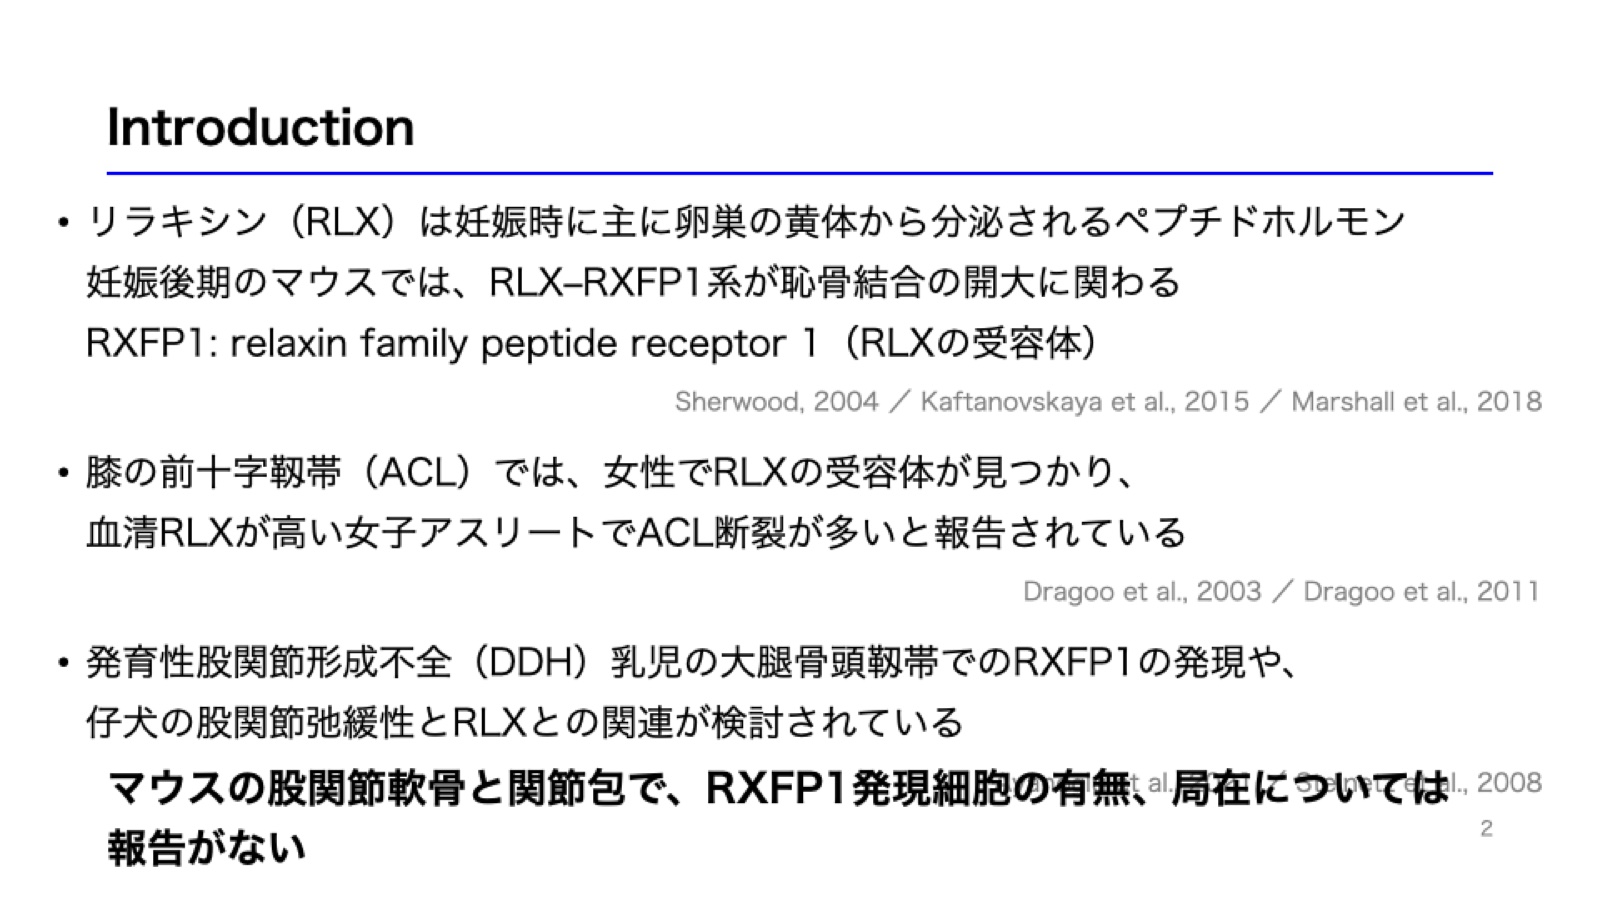 Introduction
• リラキシン（RLX）は妊娠時に主に卵巣の黄体から分泌されるペプチドホルモン
妊娠後期のマウスでは、RLX–RXFP1系が恥骨結合の開大に関わる
RXFP1: relaxin family peptide receptor 1（RLXの受容体）
Sherwood, 2004 ／ Kaftanovskaya et al., 2015 ／ Marshall et al., 2018
• 膝の前十字靱帯（ACL）では、女性でRLXの受容体が見つかり、
血清RLXが高い女子アスリートでACL断裂が多いと報告されている
Dragoo et al., 2003 ／ Dragoo et al., 2011
• 発育性股関節形成不全（DDH）乳児の大腿骨頭靱帯でのRXFP1の発現や、
仔犬の股関節弛緩性とRLXとの関連が検討されている
et al., ／ Steinetz et al., 2008
マウスの股関節軟骨と関節包で、RXFP1発現細胞の有無、局在については
報告がない
2